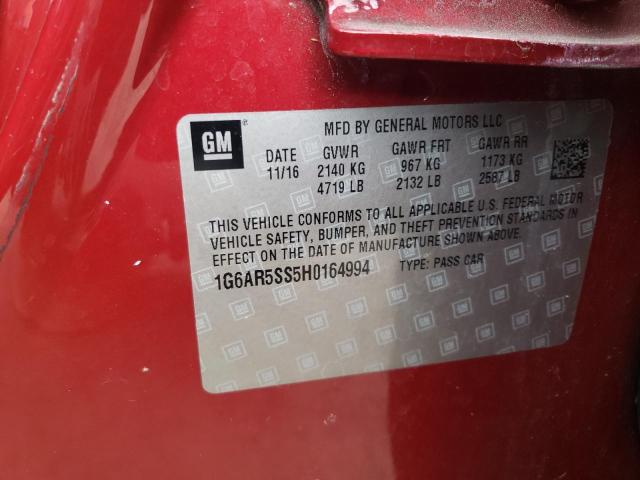 GM
MFD BY GENERAL MOTORS LLC
DATE GVWR GAWR FRT GAWR RR
11/16 2140 KG 967 KG 1173 KG
4719 LB 2132 LB 2587 LB
THIS VEHICLE CONFORMS TO ALL APPLICABLE U.S. FEDERAL MOTOR
VEHICLE SAFETY, BUMPER, AND THEFT PREVENTION STANDARDS IN
EFFECT ON THE DATE OF MANUFACTURE SHOWN ABOVE.
1G6AR5SS5H0164994 TYPE: PASS CAR